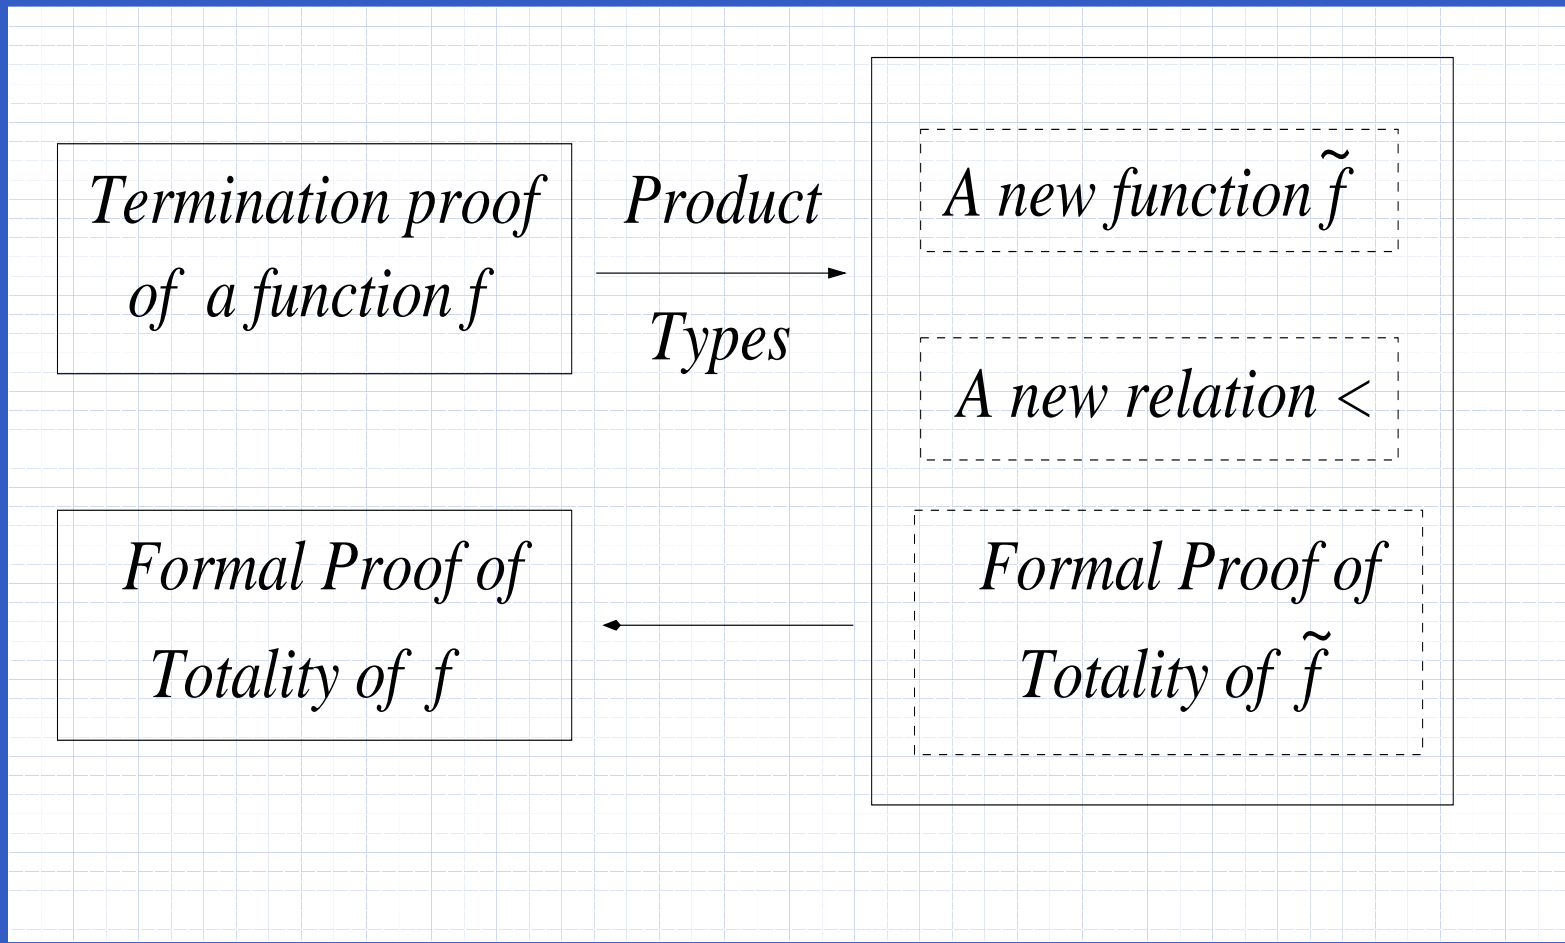 Termination proof
of a function f
Product
Types
A new function f̃
A new relation <
Formal Proof of
Totality of f̃
Formal Proof of
Totality of f